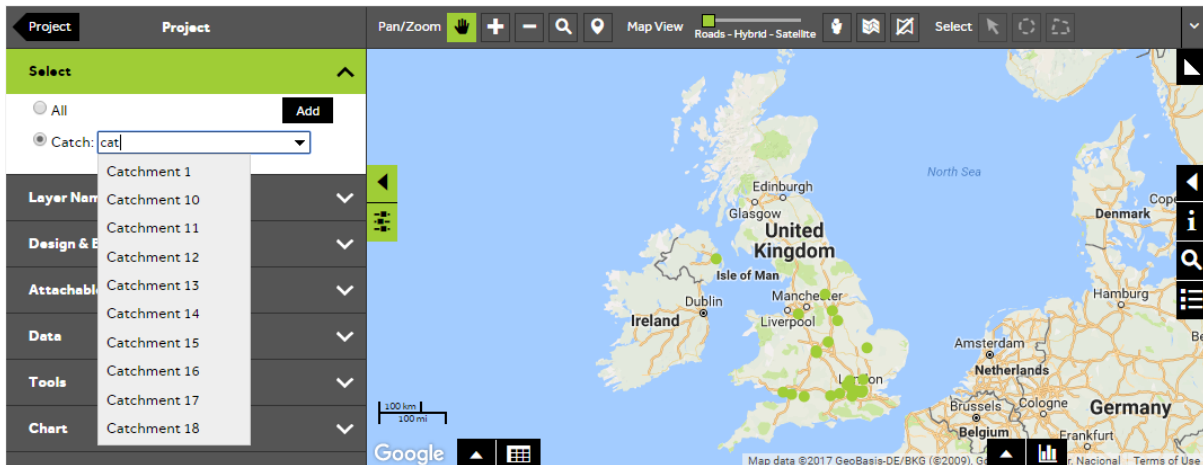 Project
Project
Pan/Zoom
Map View
Roads - Hybrid - Satellite
Select
Select
All
Add
Catch:
cat
Catchment 1
Catchment 10
Catchment 11
Catchment 12
Catchment 13
Catchment 14
Catchment 15
Catchment 16
Catchment 17
Catchment 18
Layer Nam
Design & E
Attachable
Data
Tools
Chart
North Sea
Edinburgh
Glasgow
United
Kingdom
Isle of Man
Dublin
Ireland
Manchester
Liverpool
London
Denmark
Cope
Hamburg
Be
Amsterdam
Netherlands
Brussels
Cologne
Belgium
Germany
Frankfurt
100 km
100 mi
Google
Map data ©2017 GeoBasis-DE/BKG (©2009), Nacional
Terms of Use